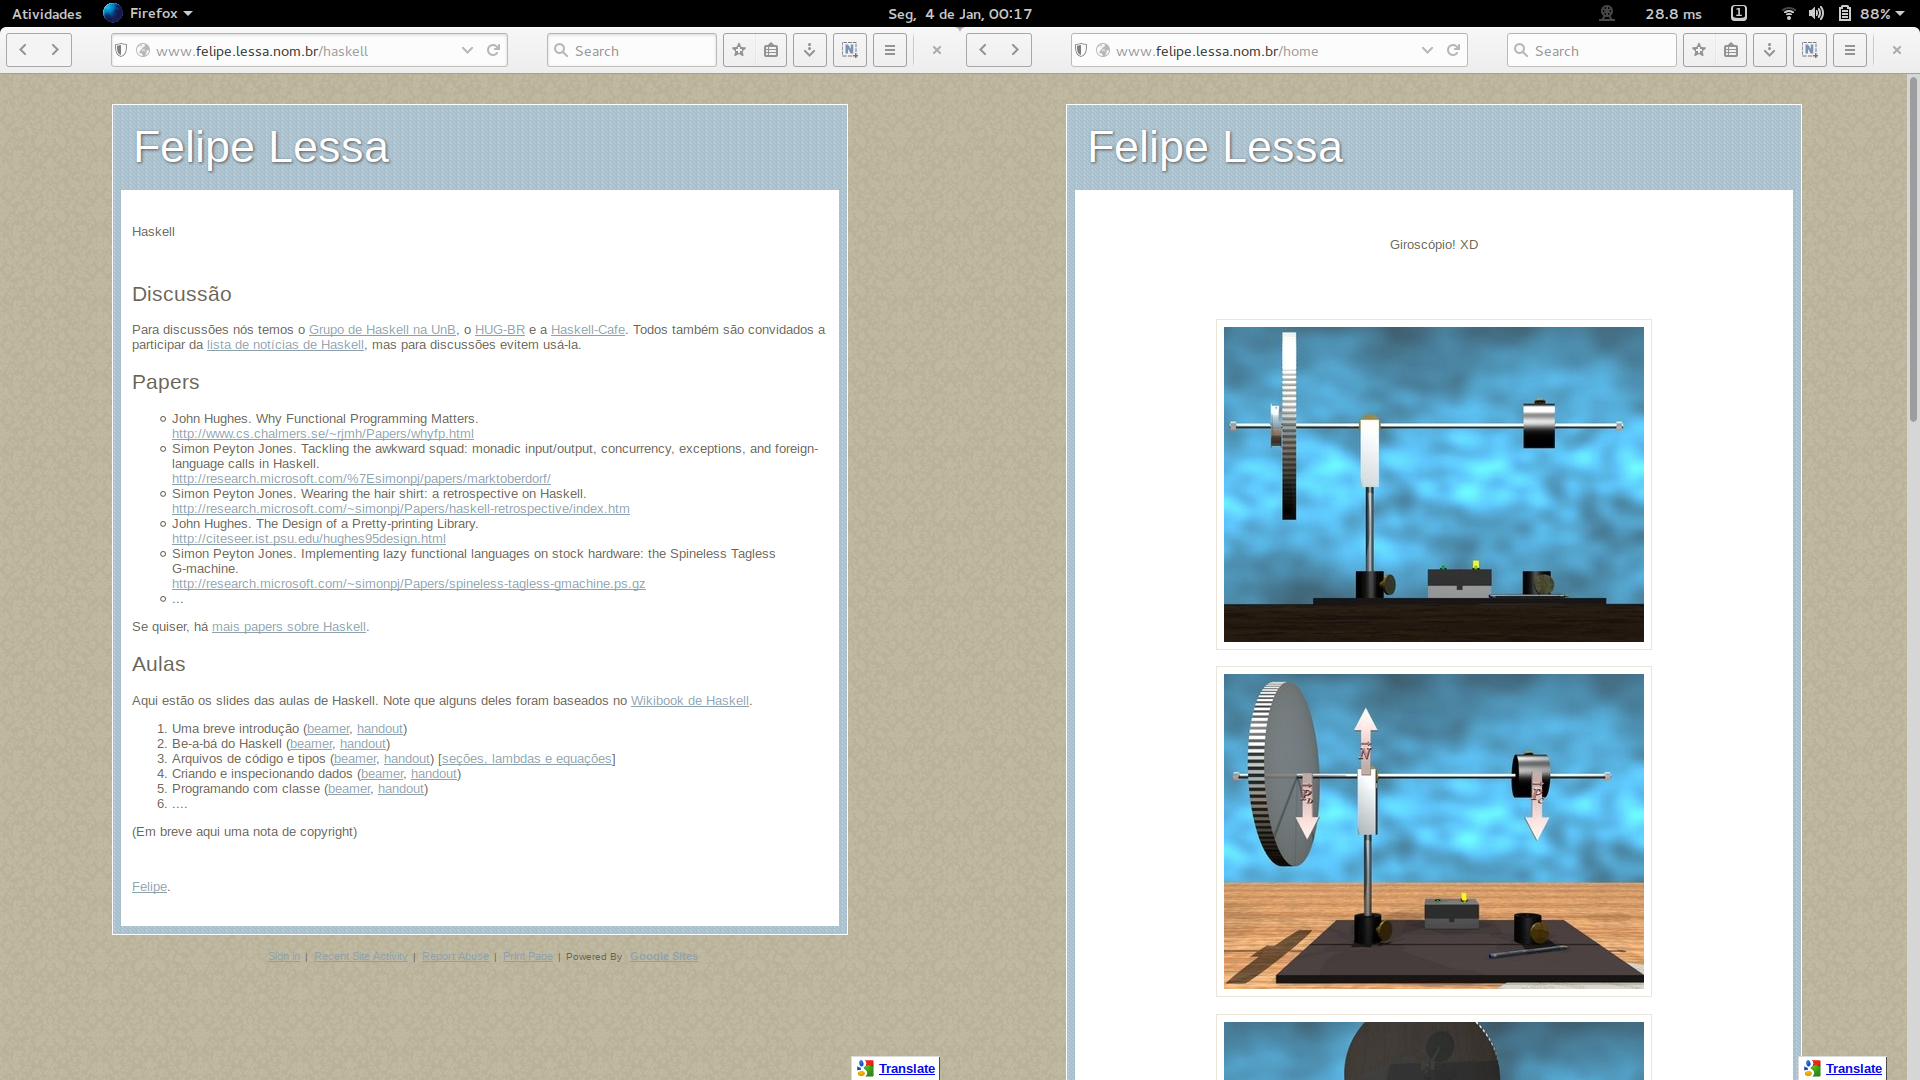 Atividades Firefox Seg, 4 de Jan, 00:17 28.8 ms 1 88%
www.felipe.lessa.nom.br/haskell Search N
www.felipe.lessa.nom.br/home Search N
Felipe Lessa
Haskell
Discussão
Para discussões nós temos o Grupo de Haskell na UnB, o HUG-BR e a Haskell-Cafe. Todos também são convidados a
participar da lista de notícias de Haskell, mas para discussões evitem usá-la.
Papers
John Hughes. Why Functional Programming Matters.
http://www.cs.chalmers.se/~rjmh/Papers/whyfp.html
Simon Peyton Jones. Tackling the awkward squad: monadic input/output, concurrency, exceptions, and foreign-
language calls in Haskell.
http://research.microsoft.com/%7Esimonpj/papers/marktoberdorf/
Simon Peyton Jones. Wearing the hair shirt: a retrospective on Haskell.
http://research.microsoft.com/~simonpj/Papers/haskell-retrospective/index.htm
John Hughes. The Design of a Pretty-printing Library.
http://citeseer.ist.psu.edu/hughes95design.html
Simon Peyton Jones. Implementing lazy functional languages on stock hardware: the Spineless Tagless
G-machine.
http://research.microsoft.com/~simonpj/Papers/spineless-tagless-gmachine.ps.gz
...
Se quiser, há mais papers sobre Haskell.
Aulas
Aqui estão os slides das aulas de Haskell. Note que alguns deles foram baseados no Wikibook de Haskell.
1. Uma breve introdução (beamer, handout)
2. Be-a-bá do Haskell (beamer, handout)
3. Arquivos de código e tipos (beamer, handout) [seções, lambdas e equações]
4. Criando e inspecionando dados (beamer, handout)
5. Programando com classe (beamer, handout)
6. ....
(Em breve aqui uma nota de copyright)
Felipe.
Sign in | Recent Site Activity | Report Abuse | Print Page | Powered By Google Sites
Translate
Felipe Lessa
Giroscópio! XD
N
Translate